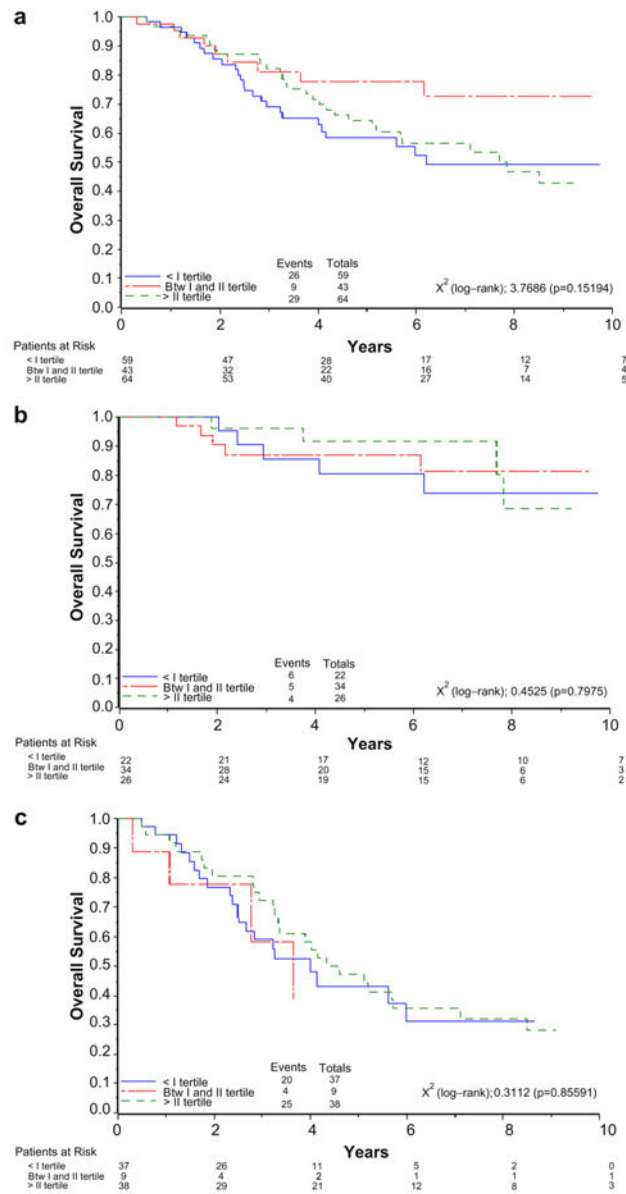 a
1.0
0.9
0.8
0.7
0.6
0.5
0.4
0.3
0.2
0.1
0.0
Overall Survival
Events Totals
< I tertile 26 59
Btw I and II tertile 9 43
> II tertile 29 64
X2 (log–rank); 3.7686 (p=0.15194)
0 2 4 6 8 10
Years
Patients at Risk
< I tertile 59 47 28 17 12 7
Btw I and II tertile 43 32 22 16 7 4
> II tertile 64 53 40 27 14 5
b
1.0
0.9
0.8
0.7
0.6
0.5
0.4
0.3
0.2
0.1
0.0
Overall Survival
Events Totals
< I tertile 6 22
Btw I and II tertile 5 34
> II tertile 4 26
X2 (log–rank); 0.4525 (p=0.7975)
0 2 4 6 8 10
Years
Patients at Risk
< I tertile 22 21 17 12 10 7
Btw I and II tertile 34 28 20 15 6 3
> II tertile 26 24 19 15 6 2
c
1.0
0.9
0.8
0.7
0.6
0.5
0.4
0.3
0.2
0.1
0.0
Overall Survival
Events Totals
< I tertile 20 37
Btw I and II tertile 4 9
> II tertile 25 38
X2 (log–rank);0.3112 (p=0.85591)
0 2 4 6 8 10
Years
Patients at Risk
< I tertile 37 26 11 5 2 0
Btw I and II tertile 9 4 2 1 1 1
> II tertile 38 29 21 12 8 3